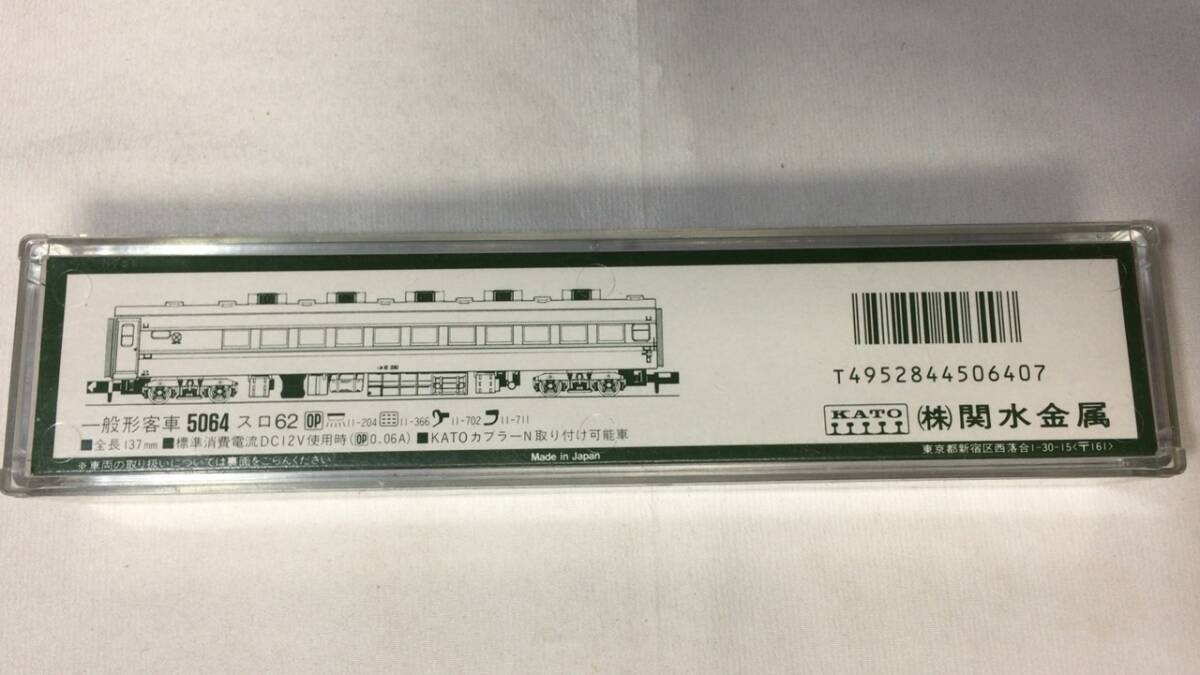 一般形客車 5064 スロ62 OP 11-204 11-366 11-702 11-711
■全長137mm ■標準消費電流DC12V使用時(OP 0.06A) ■KATOカプラーN取り付け可能車
※車両の取り扱いについては裏面をごらんください
Made in Japan
T4952844506407
KATO (株)関水金属
東京都新宿区西落合1-30-15〈〒161〉